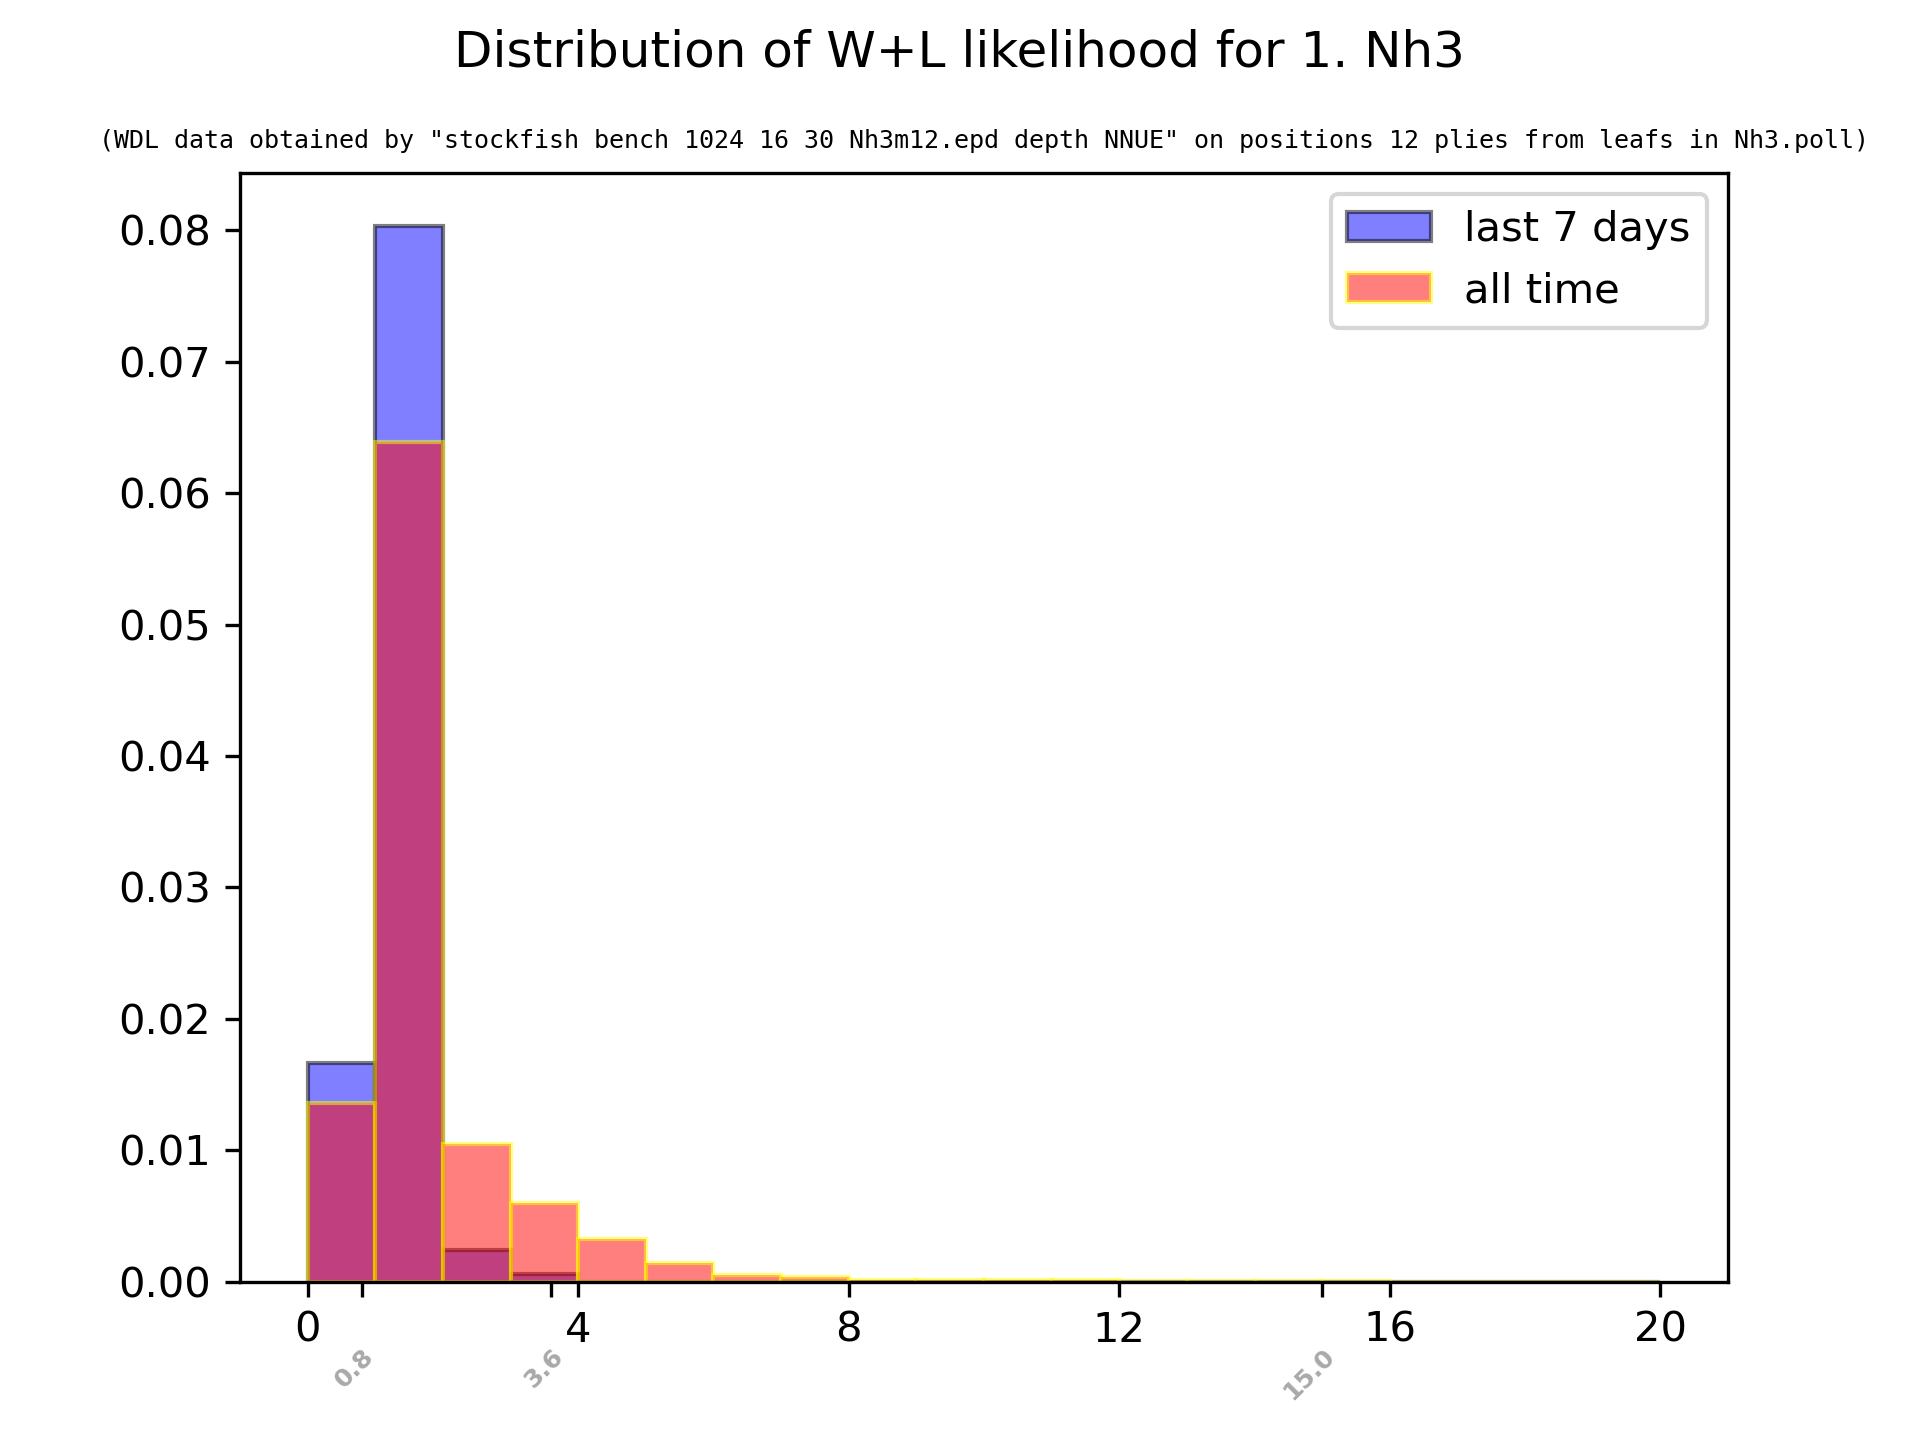 Distribution of W+L likelihood for 1. Nh3
(WDL data obtained by "stockfish bench 1024 16 30 Nh3m12.epd depth NNUE" on positions 12 plies from leafs in Nh3.poll)
last 7 days
all time
0.08
0.07
0.06
0.05
0.04
0.03
0.02
0.01
0.00
0 4 8 12 16 20
0.8 3.6 15.0